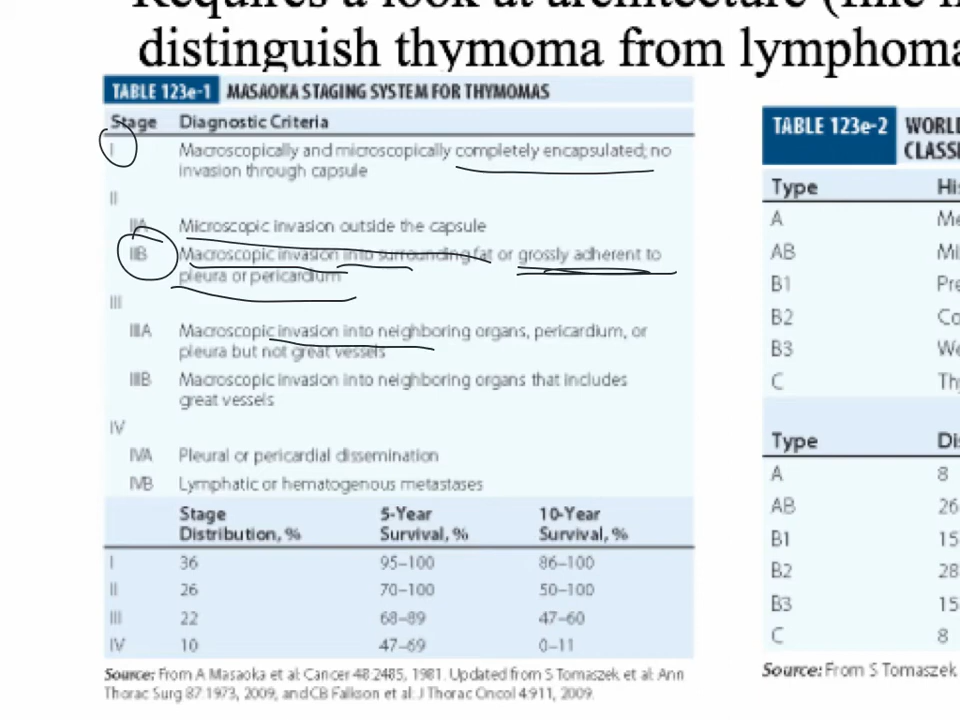 distinguish thymoma from
TABLE 123e-1 MASAOKA STAGING SYSTEM FOR THYMOMAS
Stage Diagnostic Criteria
I Macroscopically and microscopically completely encapsulated; no
invasion through capsule
II
IIA Microscopic invasion outside the capsule
IIB Macroscopic invasion into surrounding fat or grossly adherent to
pleura or pericardium
III
IIIA Macroscopic invasion into neighboring organs, pericardium, or
pleura but not great vessels
IIIB Macroscopic invasion into neighboring organs that includes
great vessels
IV
IVA Pleural or pericardial dissemination
IVB Lymphatic or hematogenous metastases
Stage 5-Year 10-Year
Distribution, % Survival, % Survival, %
I 36 95–100 86–100
II 26 70–100 50–100
III 22 68–89 47–60
IV 10 47–69 0–11
Source: From A Masaoka et al: Cancer 48:2485, 1981. Updated from S Tomaszek et al: Ann
Thorac Surg 87:1973, 2009, and CB Falkson et al: J Thorac Oncol 4:911, 2009.
TABLE 123e-2
Type
A
AB
B1
B2
B3
C
Type
A 8
AB 26
B1 15
B2 28
B3 15
C 8
Source: From S Tomaszek